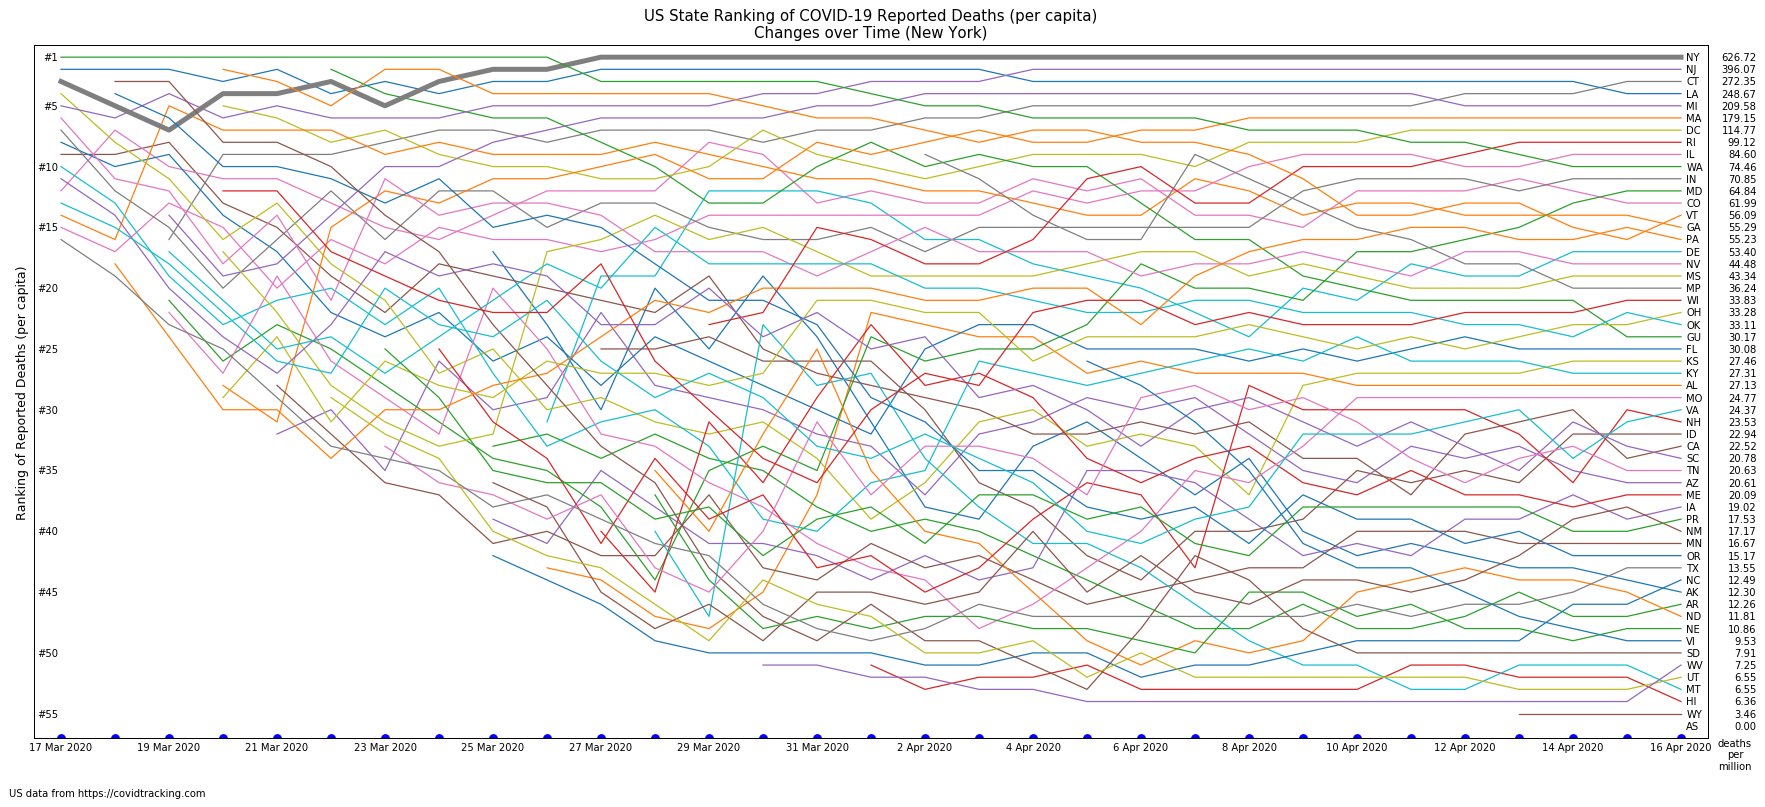 US State Ranking of COVID-19 Reported Deaths (per capita)
Changes over Time (New York)
Ranking of Reported Deaths (per capita)
#1
#5
#10
#15
#20
#25
#30
#35
#40
#45
#50
#55
NY 626.72
NJ 396.07
CT 272.35
LA 248.67
MI 209.58
MA 179.15
DC 114.77
RI 99.12
IL 84.60
WA 74.46
IN 70.85
MD 64.84
CO 61.99
VT 56.09
GA 55.29
PA 55.23
DE 53.40
NV 44.48
MS 43.34
MP 36.24
WI 33.83
OH 33.28
OK 33.11
GU 30.17
FL 30.08
KS 27.46
KY 27.31
AL 27.13
MO 24.77
VA 24.37
NH 23.53
ID 22.94
CA 22.52
SC 20.78
TN 20.63
AZ 20.61
ME 20.09
IA 19.02
PR 17.53
NM 17.17
MN 16.67
OR 15.17
TX 13.55
NC 12.49
AK 12.30
AR 12.26
ND 11.81
NE 10.86
VI 9.53
SD 7.91
WV 7.25
UT 6.55
MT 6.55
HI 6.36
WY 3.46
AS 0.00
17 Mar 2020 19 Mar 2020 21 Mar 2020 23 Mar 2020 25 Mar 2020 27 Mar 2020 29 Mar 2020 31 Mar 2020 2 Apr 2020 4 Apr 2020 6 Apr 2020 8 Apr 2020 10 Apr 2020 12 Apr 2020 14 Apr 2020 16 Apr 2020
deaths
per
million
US data from https://covidtracking.com